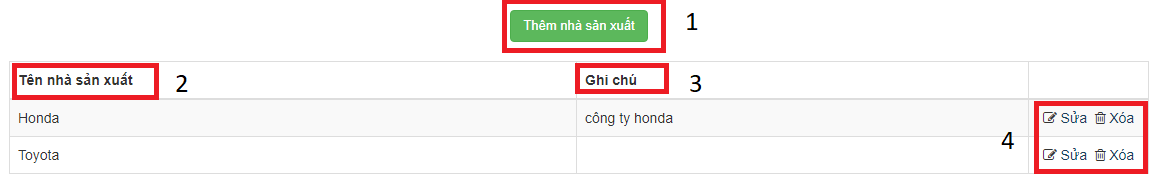 Thêm nhà sản xuất 1
Tên nhà sản xuất 2 Ghi chú 3
Honda công ty honda Sửa Xóa
4
Toyota Sửa Xóa